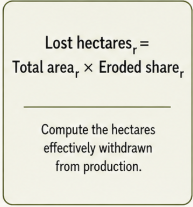 Lost hectaresᵣ =
Total areaᵣ × Eroded shareᵣ
Compute the hectares
effectively withdrawn
from production.